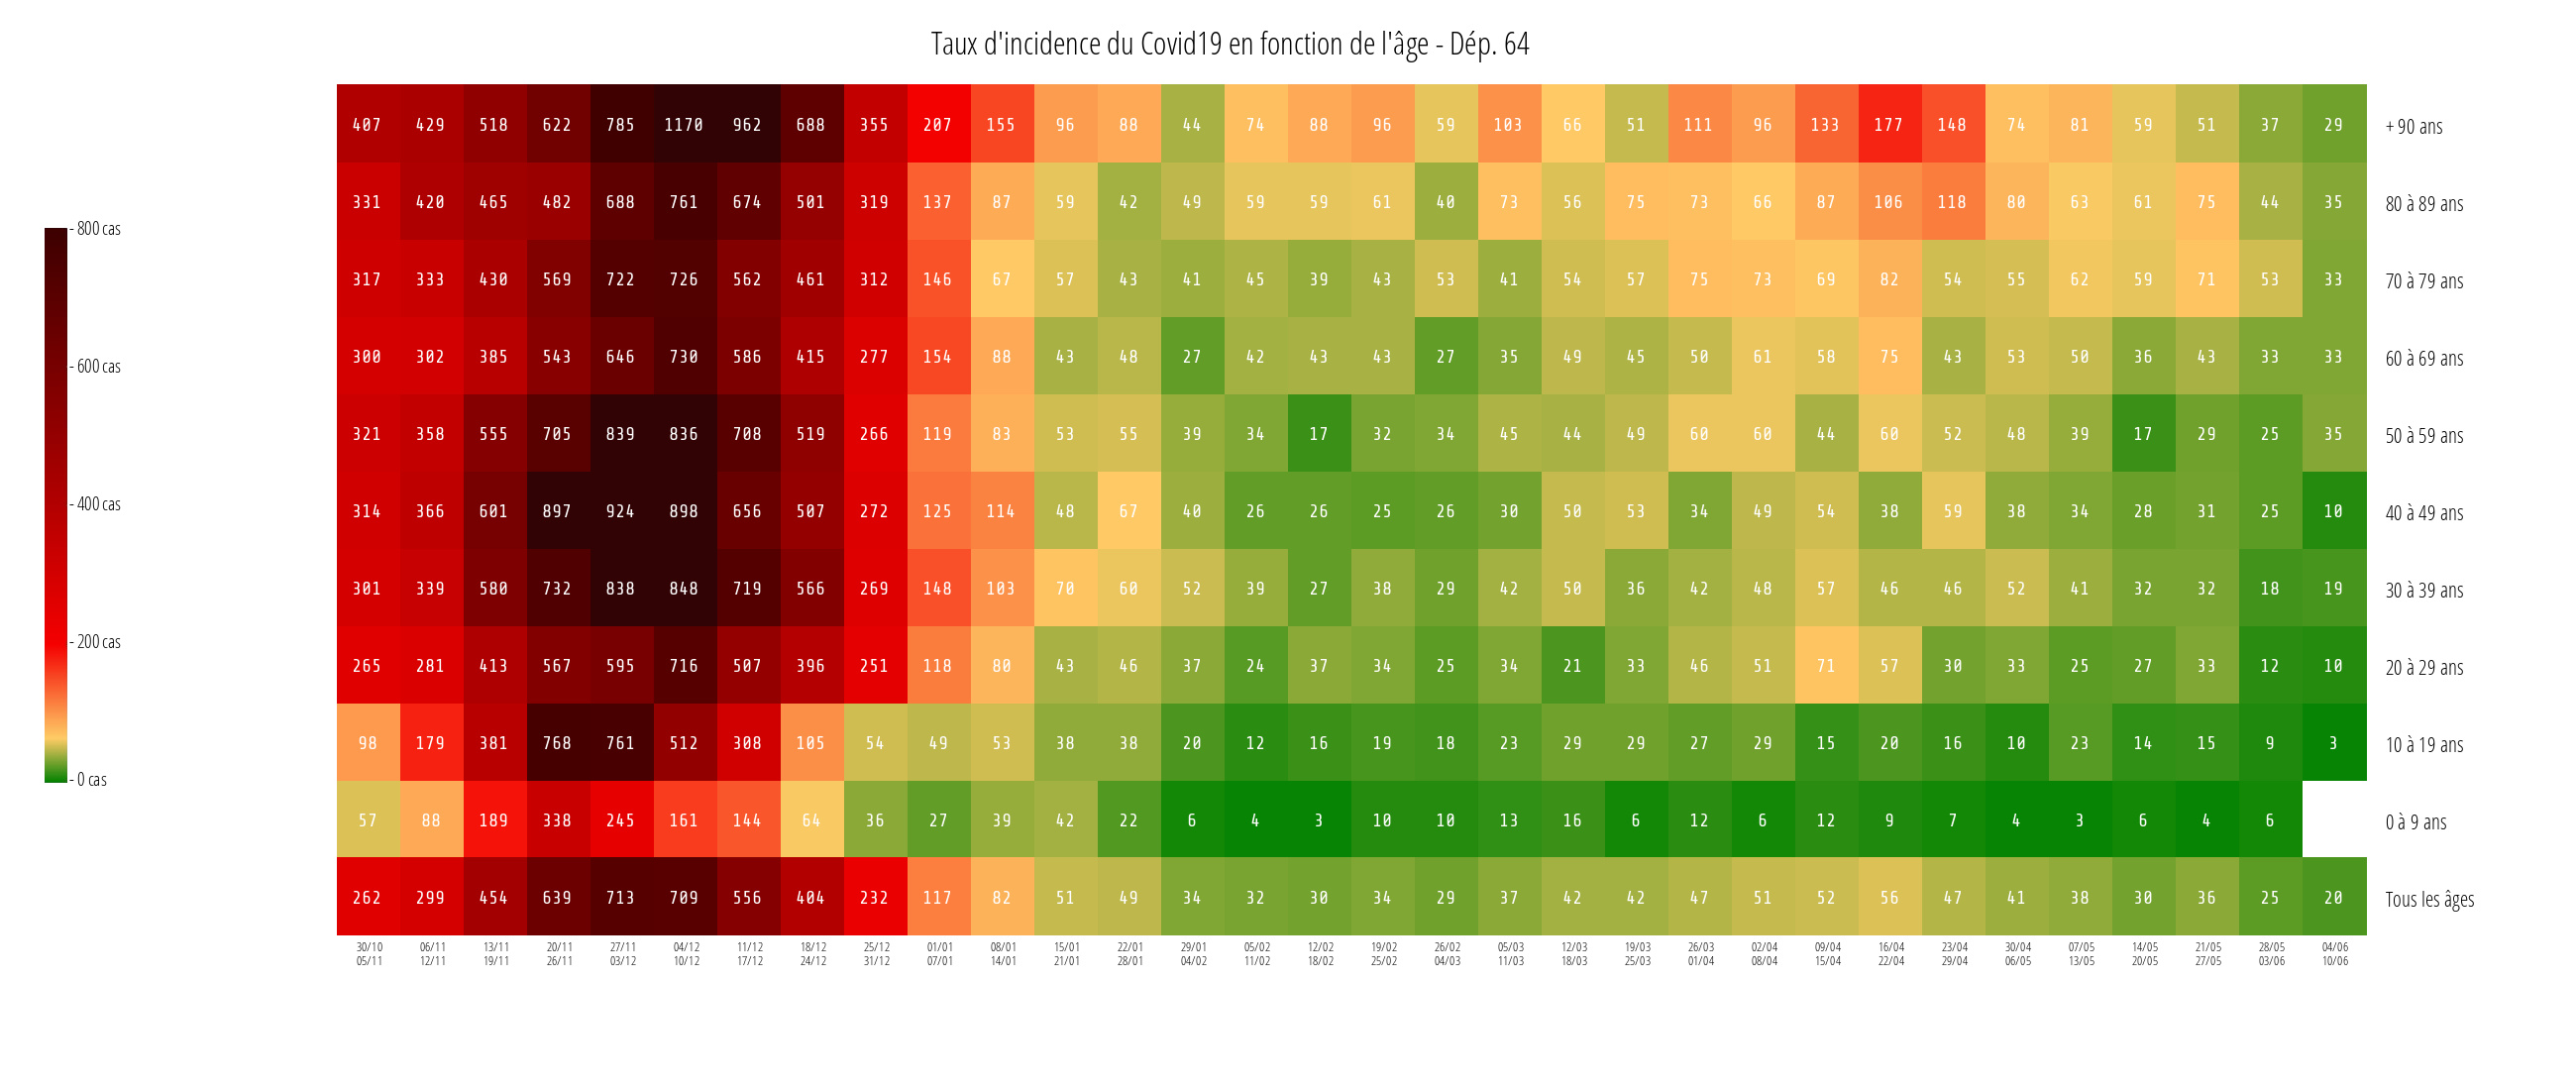 Taux d'incidence du Covid19 en fonction de l'âge - Dép. 64
- 800 cas
- 600 cas
- 400 cas
- 200 cas
- 0 cas
407 429 518 622 785 1170 962 688 355 207 155 96 88 44 74 88 96 59 103 66 51 111 96 133 177 148 74 81 59 51 37 29 + 90 ans
331 420 465 482 688 761 674 501 319 137 87 59 42 49 59 59 61 40 73 56 75 73 66 87 106 118 80 63 61 75 44 35 80 à 89 ans
317 333 430 569 722 726 562 461 312 146 67 57 43 41 45 39 43 53 41 54 57 75 73 69 82 54 55 62 59 71 53 33 70 à 79 ans
300 302 385 543 646 730 586 415 277 154 88 43 48 27 42 43 43 27 35 49 45 50 61 58 75 43 53 50 36 43 33 33 60 à 69 ans
321 358 555 705 839 836 708 519 266 119 83 53 55 39 34 17 32 34 45 44 49 60 60 44 60 52 48 39 17 29 25 35 50 à 59 ans
314 366 601 897 924 898 656 507 272 125 114 48 67 40 26 26 25 26 30 50 53 34 49 54 38 59 38 34 28 31 25 10 40 à 49 ans
301 339 580 732 838 848 719 566 269 148 103 70 60 52 39 27 38 29 42 50 36 42 48 57 46 46 52 41 32 32 18 19 30 à 39 ans
265 281 413 567 595 716 507 396 251 118 80 43 46 37 24 37 34 25 34 21 33 46 51 71 57 30 33 25 27 33 12 10 20 à 29 ans
98 179 381 768 761 512 308 105 54 49 53 38 38 20 12 16 19 18 23 29 29 27 29 15 20 16 10 23 14 15 9 3 10 à 19 ans
57 88 189 338 245 161 144 64 36 27 39 42 22 6 4 3 10 10 13 16 6 12 6 12 9 7 4 3 6 4 6 0 à 9 ans
262 299 454 639 713 709 556 404 232 117 82 51 49 34 32 30 34 29 37 42 42 47 51 52 56 47 41 38 30 36 25 20 Tous les âges
30/10 06/11 13/11 20/11 27/11 04/12 11/12 18/12 25/12 01/01 08/01 15/01 22/01 29/01 05/02 12/02 19/02 26/02 05/03 12/03 19/03 26/03 02/04 09/04 16/04 23/04 30/04 07/05 14/05 21/05 28/05 04/06
05/11 12/11 19/11 26/11 03/12 10/12 17/12 24/12 31/12 07/01 14/01 21/01 28/01 04/02 11/02 18/02 25/02 04/03 11/03 18/03 25/03 01/04 08/04 15/04 22/04 29/04 06/05 13/05 20/05 27/05 03/06 10/06